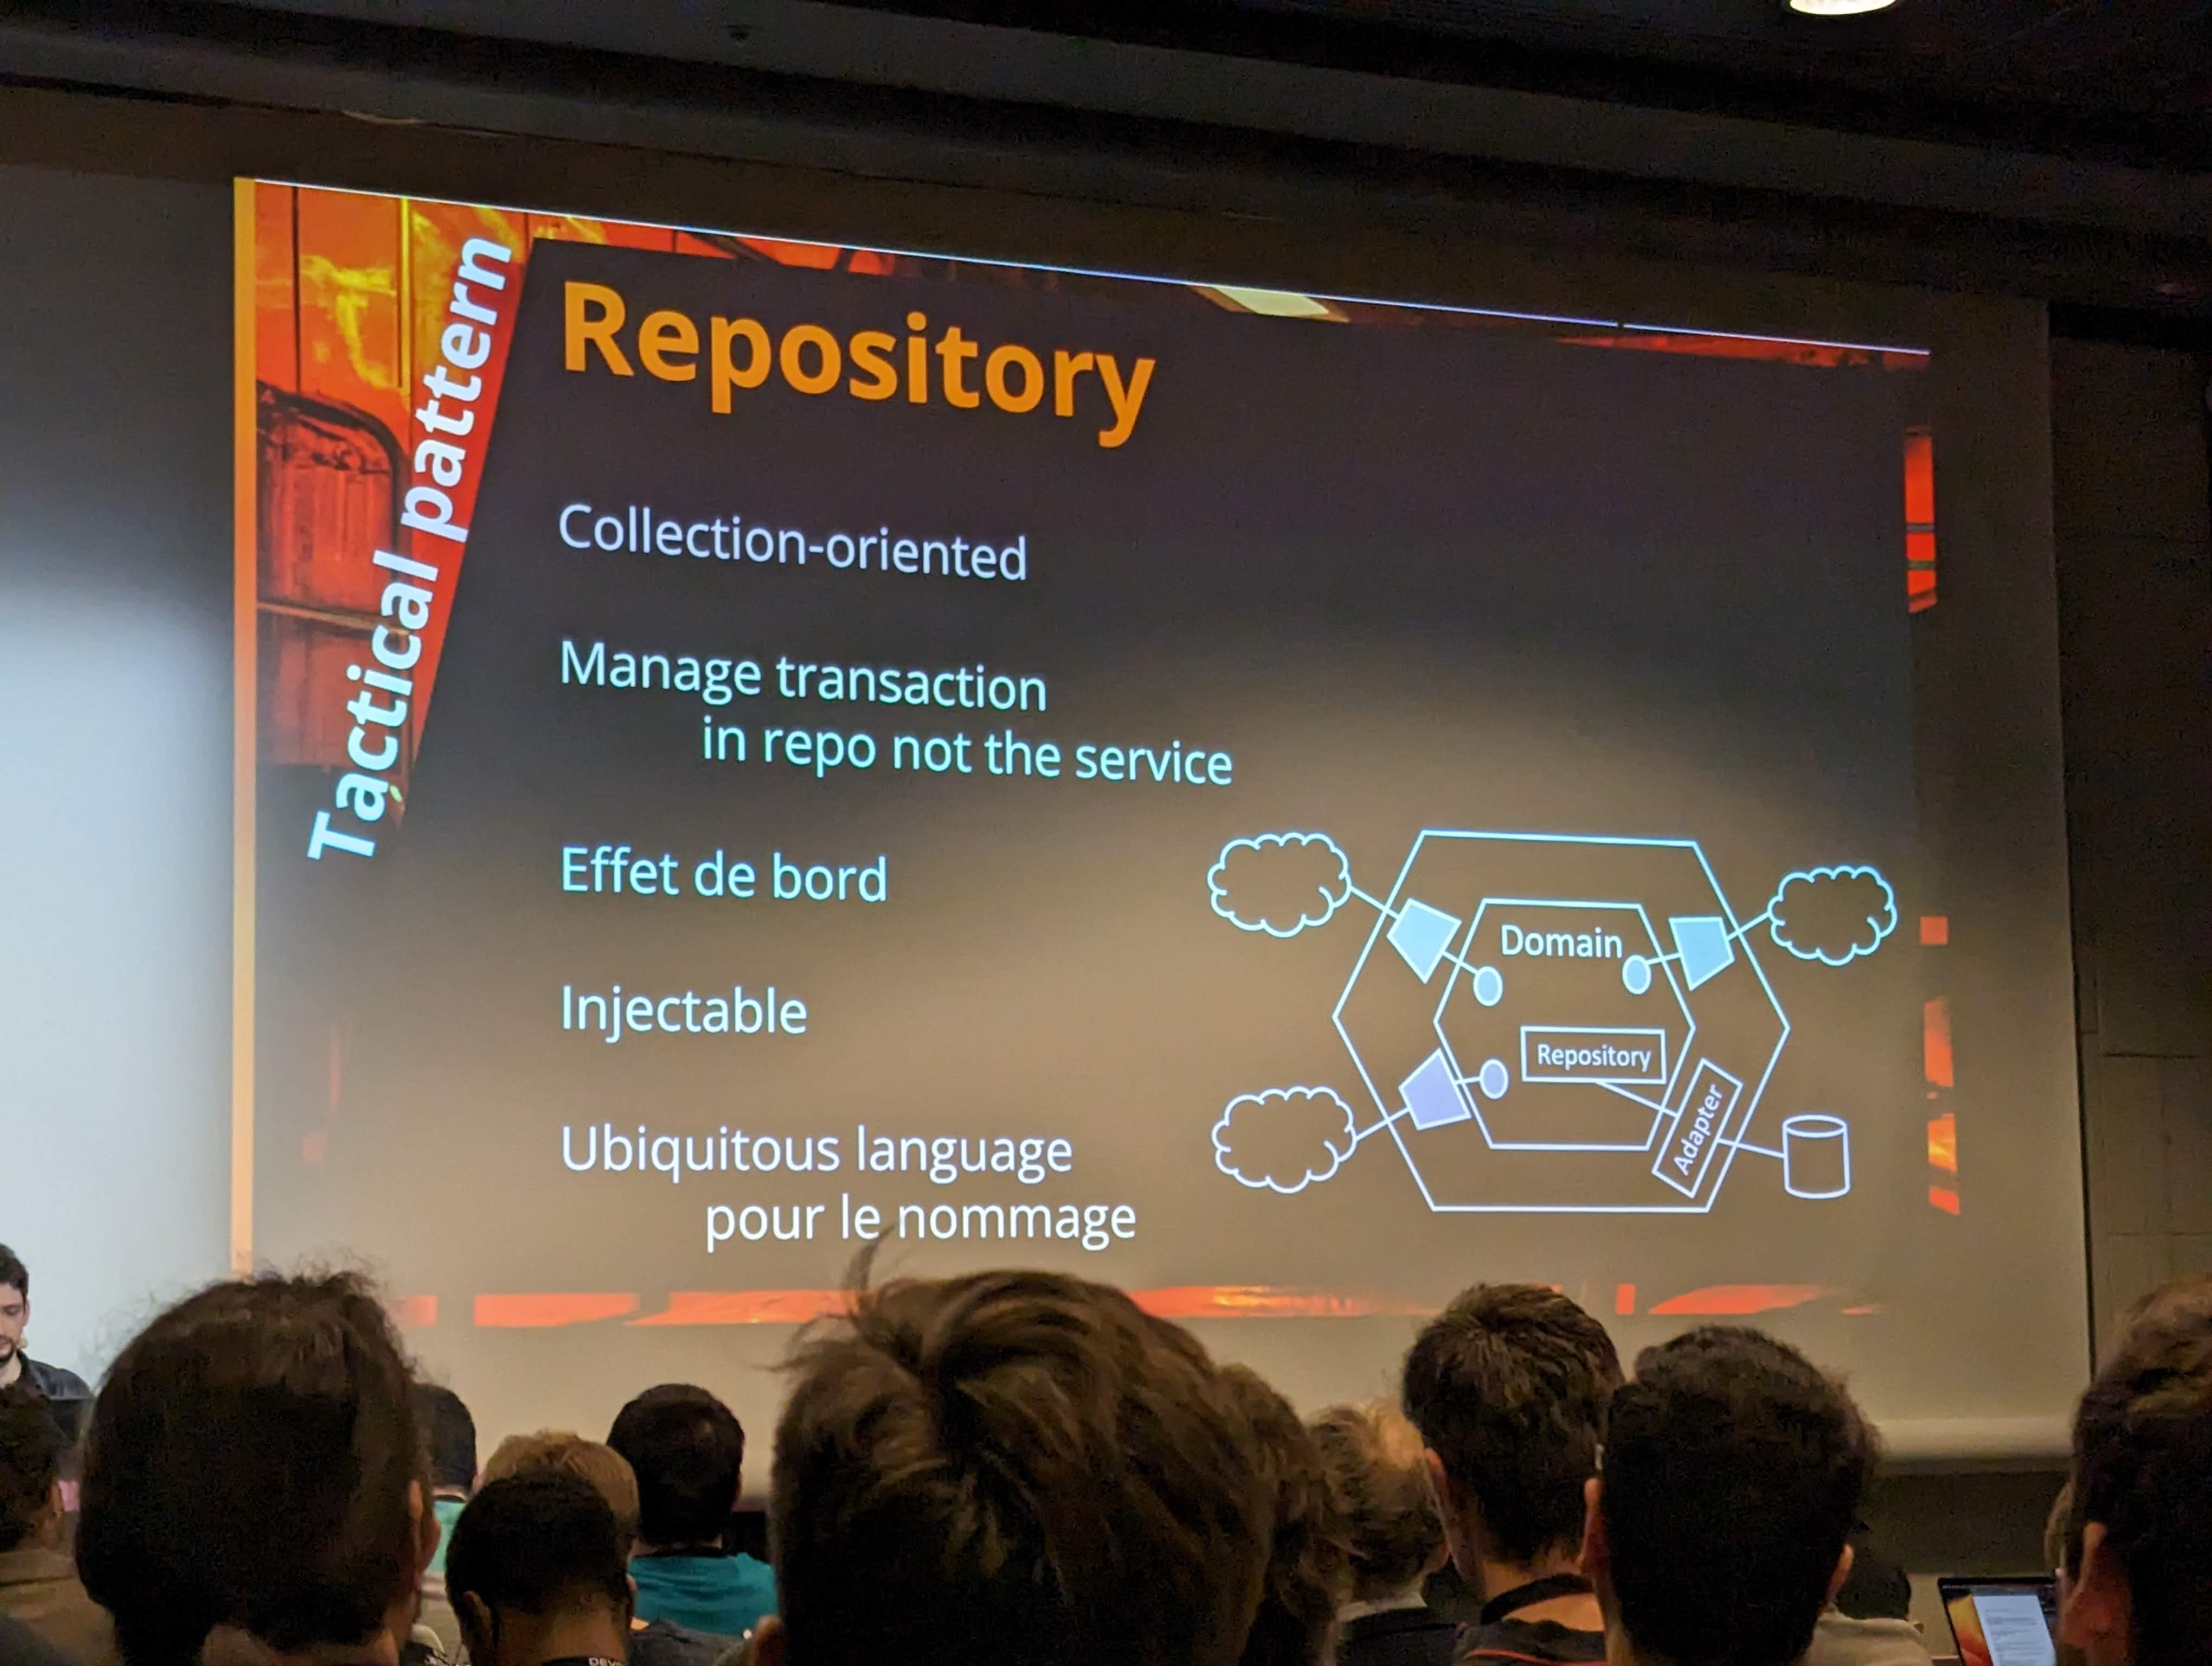 Tactical pattern
Repository
Collection-oriented
Manage transaction
in repo not the service
Effet de bord
Injectable
Ubiquitous language
pour le nommage
Domain
Repository
Adapter